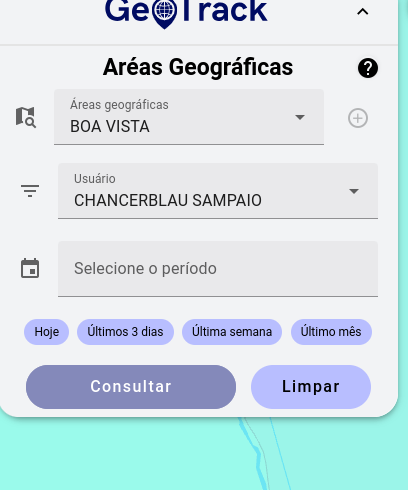 GeoTrack
Aréas Geográficas
Áreas geográficas
BOA VISTA
Usuário
CHANCERBLAU SAMPAIO
Selecione o período
Hoje
Últimos 3 dias
Última semana
Último mês
Consultar
Limpar